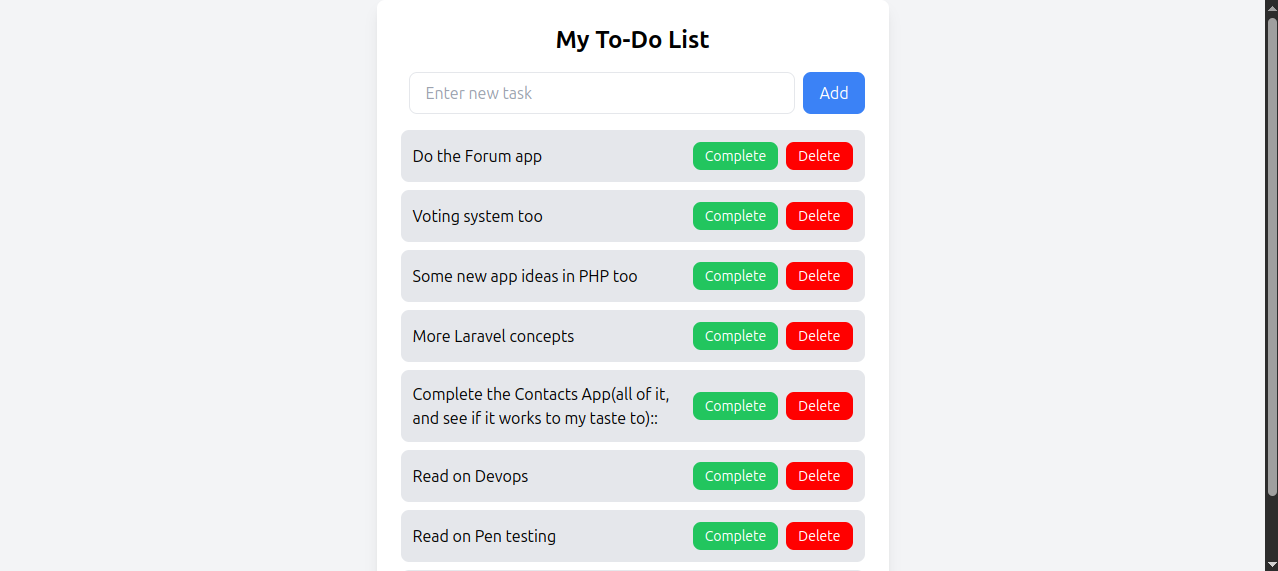 My To-Do List
Enter new task
Add
Do the Forum app
Complete
Delete
Voting system too
Complete
Delete
Some new app ideas in PHP too
Complete
Delete
More Laravel concepts
Complete
Delete
Complete the Contacts App(all of it,
and see if it works to my taste to)::
Complete
Delete
Read on Devops
Complete
Delete
Read on Pen testing
Complete
Delete